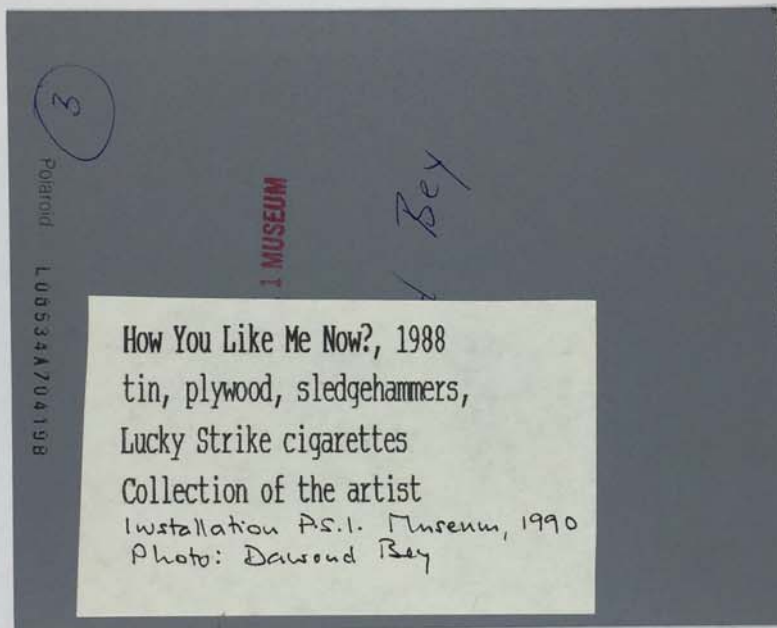 3
Polaroid L00534A704198
1 MUSEUM
Bey
How You Like Me Now?, 1988
tin, plywood, sledgehammers,
Lucky Strike cigarettes
Collection of the artist
Installation P.S.1. Museum, 1990
Photo: Dawoud Bey